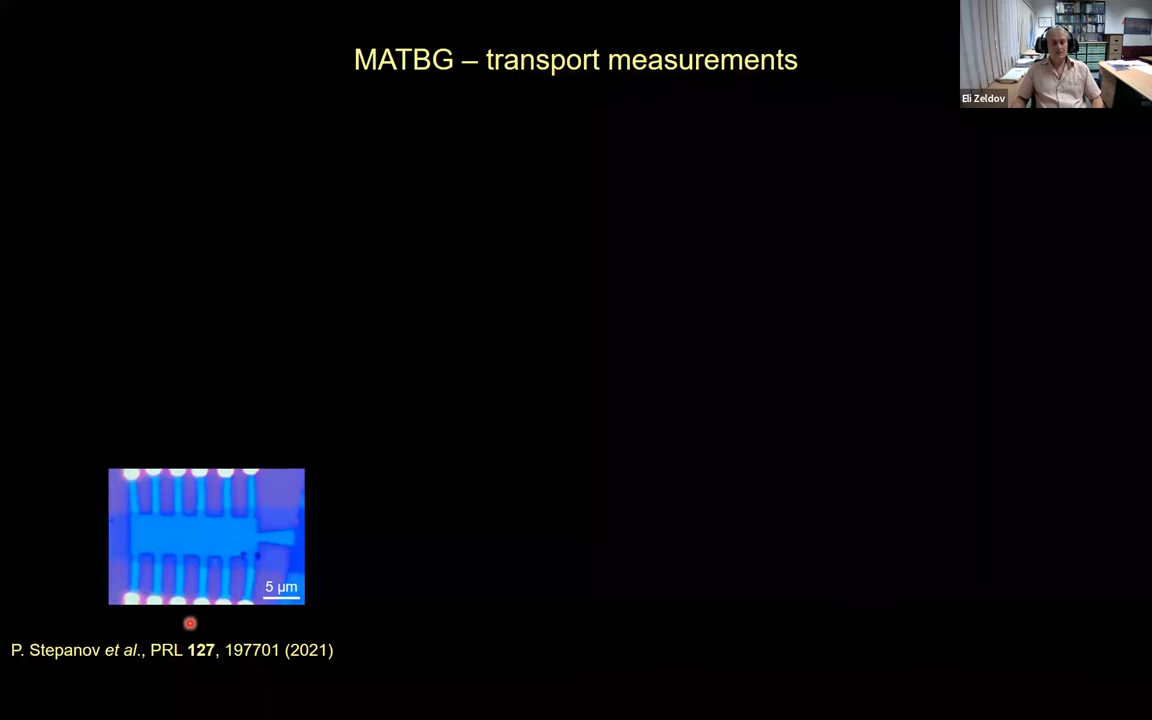 MATBG – transport measurements
Eli Zeldov
5 μm
P. Stepanov et al., PRL 127, 197701 (2021)